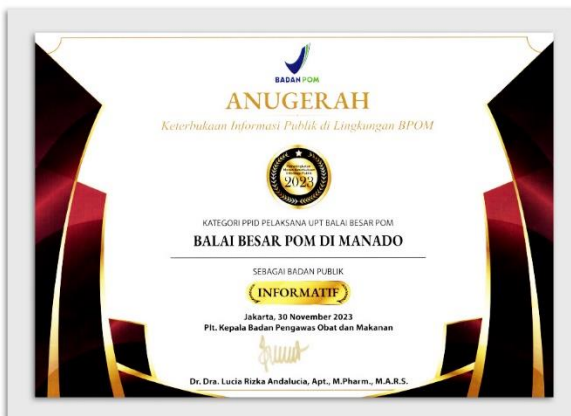 BADAN POM
ANUGERAH
Keterbukaan Informasi Publik di Lingkungan BPOM
2023
KATEGORI PPID PELAKSANA UPT BALAI BESAR POM
BALAI BESAR POM DI MANADO
SEBAGAI BADAN PUBLIK
INFORMATIF
Jakarta, 30 November 2023
Plt. Kepala Badan Pengawas Obat dan Makanan
Dr. Dra. Lucia Rizka Andalucia, Apt., M.Pharm., M.A.R.S.